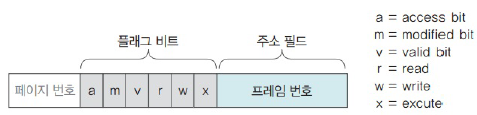 플래그 비트
주소 필드
페이지 번호 a m v r w x 프레임 번호
a = access bit
m = modified bit
v = valid bit
r = read
w = write
x = excute